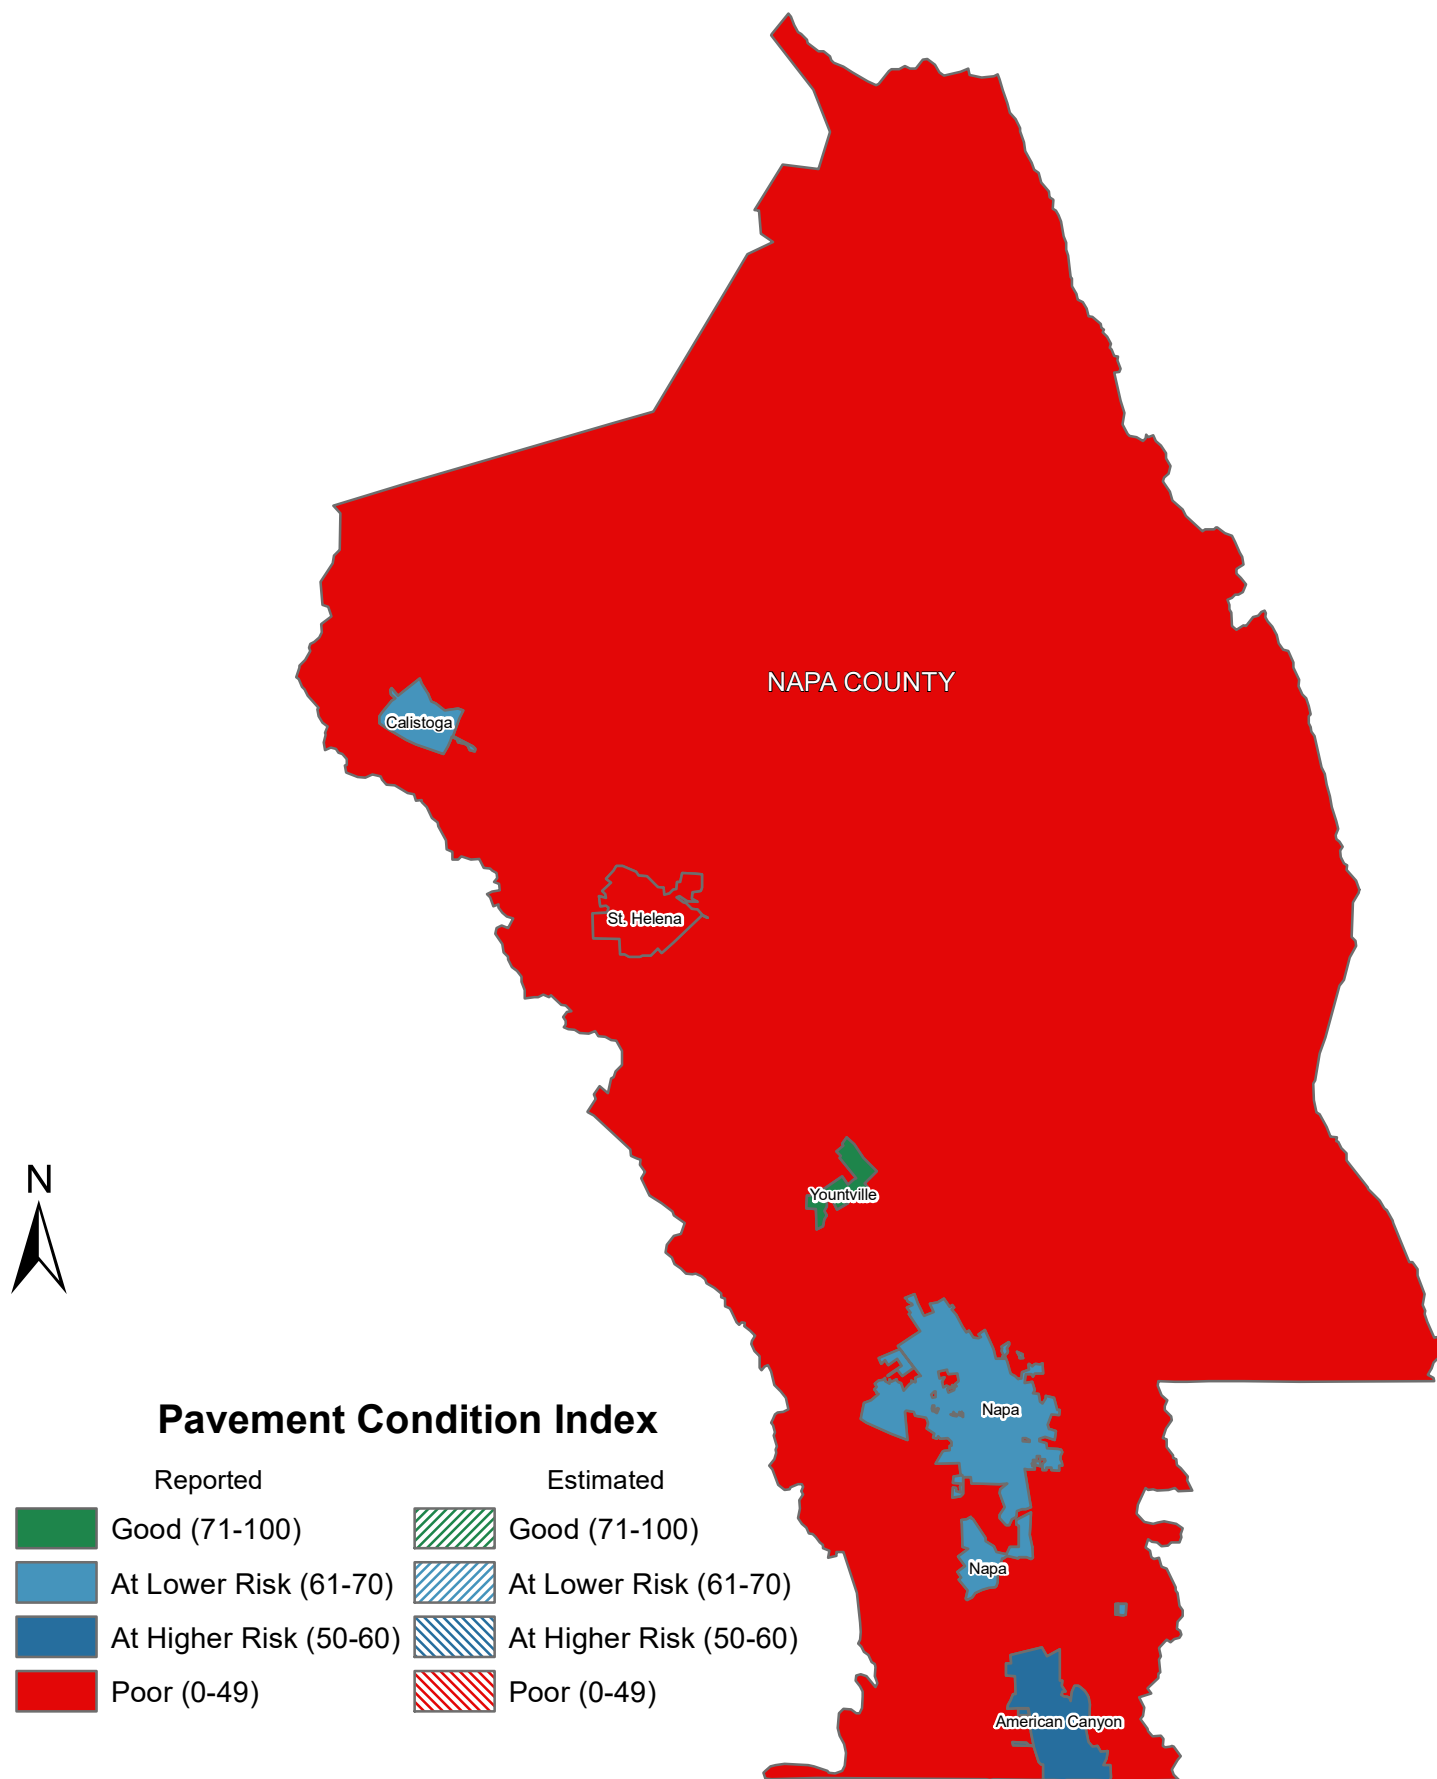 NAPA COUNTY
Calistoga
St. Helena
Yountville
N
Napa
Napa
American Canyon
Pavement Condition Index
Reported Estimated
Good (71-100) Good (71-100)
At Lower Risk (61-70) At Lower Risk (61-70)
At Higher Risk (50-60) At Higher Risk (50-60)
Poor (0-49) Poor (0-49)